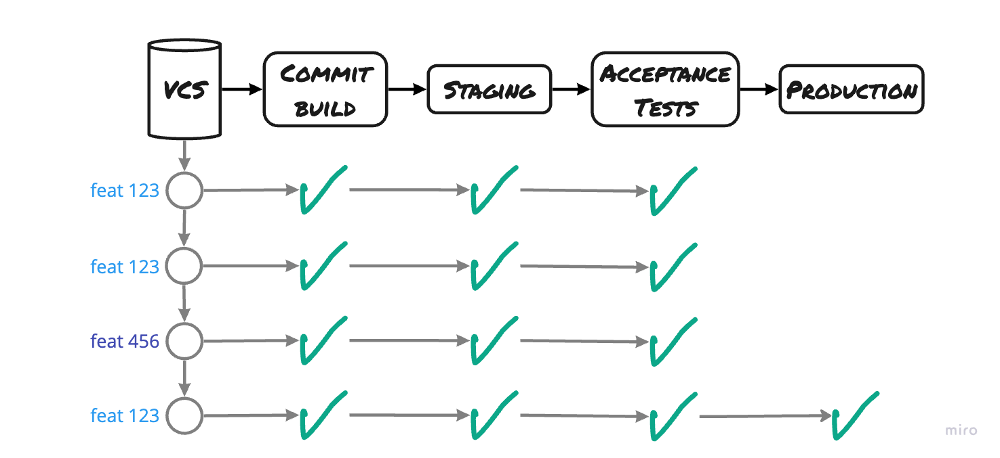 VCS
COMMIT
BUILD
STAGING
ACCEPTANCE
TESTS
PRODUCTION
feat 123
feat 123
feat 456
feat 123
miro